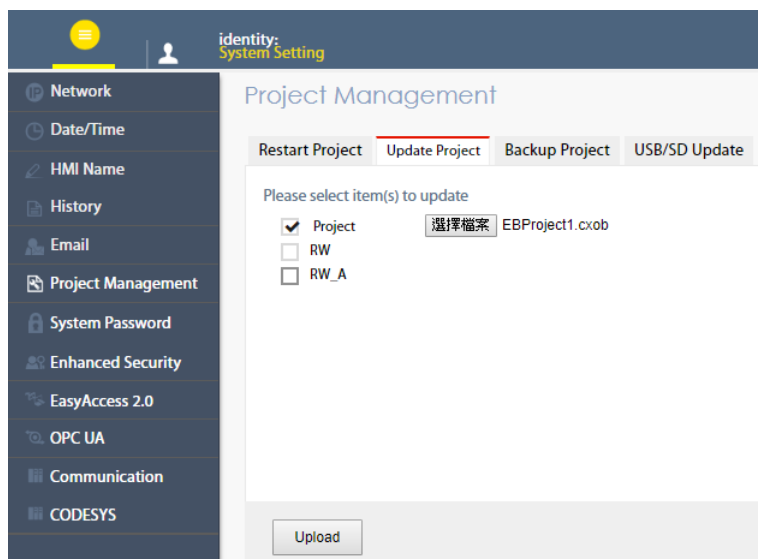 identity:
System Setting
Network
Date/Time
HMI Name
History
Email
Project Management
System Password
Enhanced Security
EasyAccess 2.0
OPC UA
Communication
CODESYS
Project Management
Restart Project Update Project Backup Project USB/SD Update
Please select item(s) to update
Project 選擇檔案 EBProject1.cxob
RW
RW_A
Upload